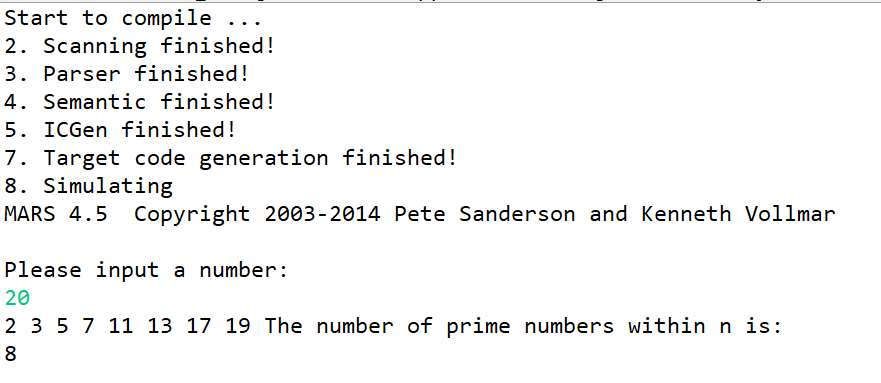 Start to compile ...
2. Scanning finished!
3. Parser finished!
4. Semantic finished!
5. ICGen finished!
7. Target code generation finished!
8. Simulating
MARS 4.5  Copyright 2003-2014 Pete Sanderson and Kenneth Vollmar
Please input a number:
20
2 3 5 7 11 13 17 19 The number of prime numbers within n is:
8